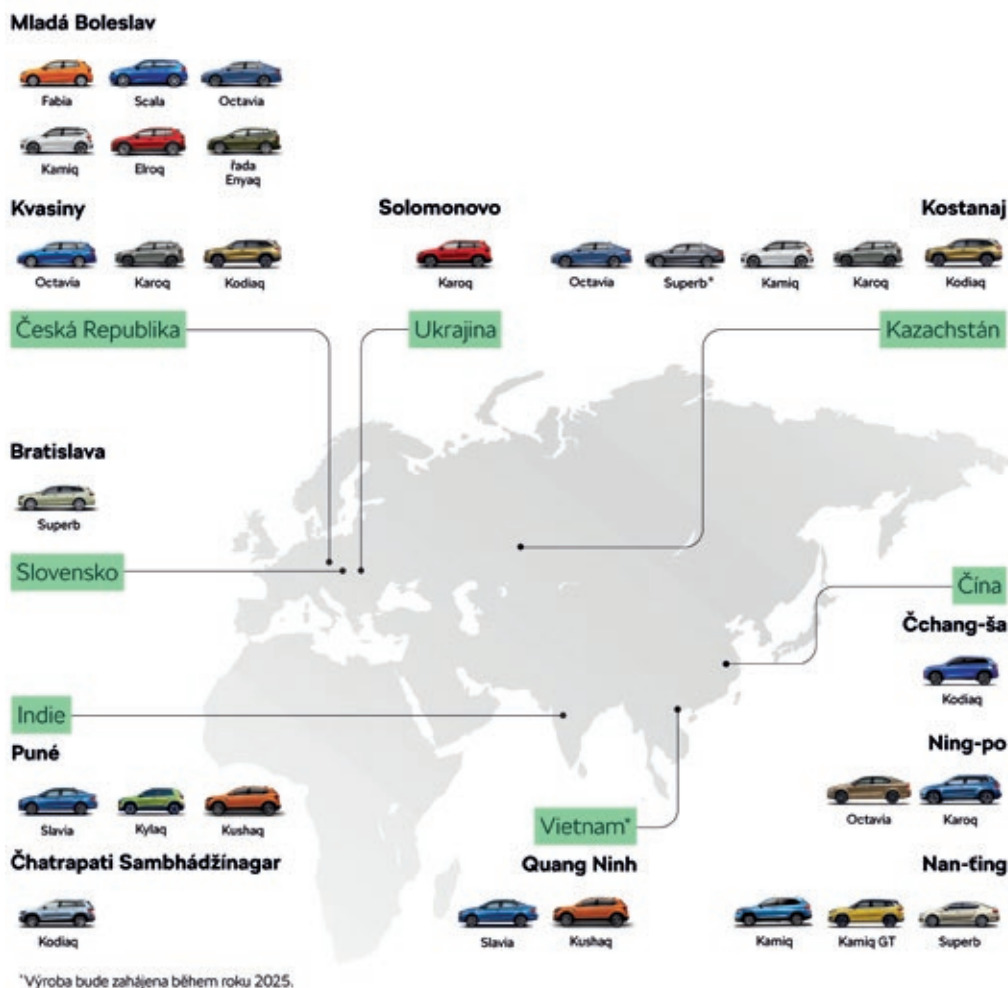 Mladá Boleslav
Fabia Scala Octavia
Kamiq Elroq řada Enyaq
Kvasiny
Octavia Karoq Kodiaq
Česká Republika
Solomonovo
Karoq
Ukrajina
Kostanaj
Octavia Superb* Kamiq Karoq Kodiaq
Kazachstán
Bratislava
Superb
Slovensko
Čína
Čchang-ša
Kodiaq
Ning-po
Octavia Karoq
Nan-ťing
Kamiq Kamiq GT Superb
Indie
Puné
Slavia Kylaq Kushaq
Čhatrapati Sambhádžínagar
Kodiaq
Vietnam*
Quang Ninh
Slavia Kushaq
*Výroba bude zahájena během roku 2025.